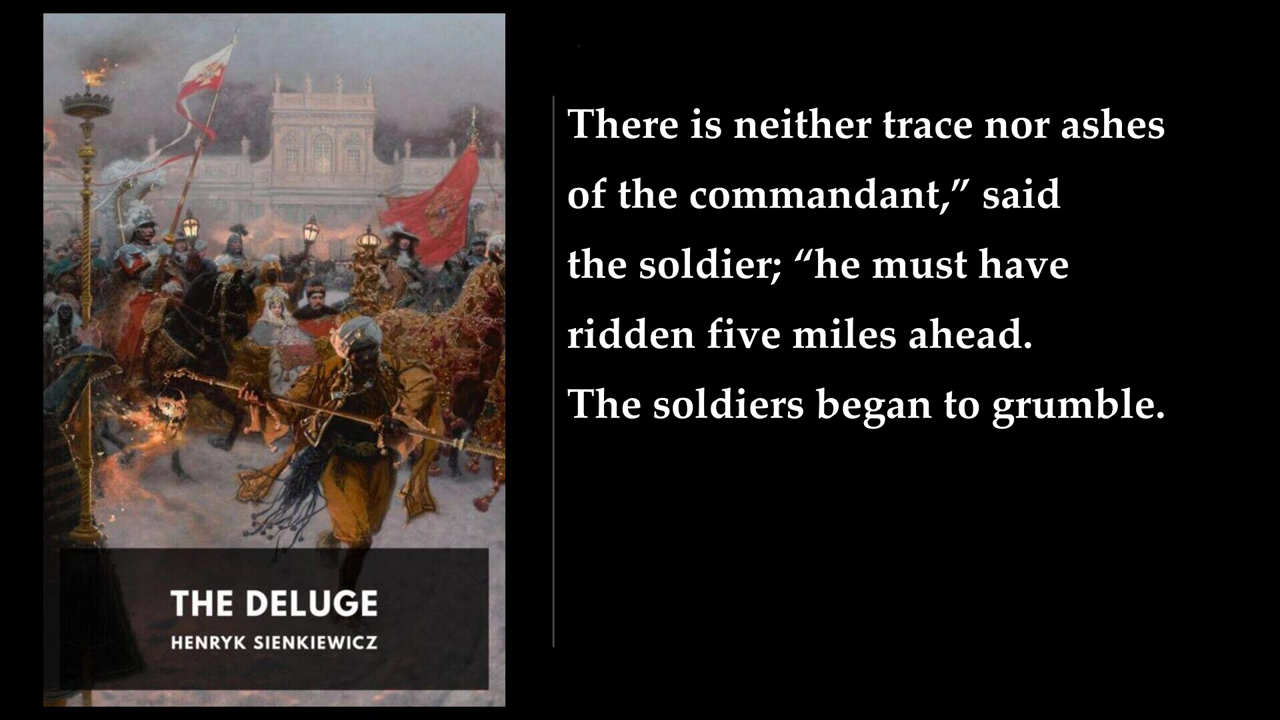 There is neither trace nor ashes
of the commandant,” said
the soldier; “he must have
ridden five miles ahead.
The soldiers began to grumble.
THE DELUGE
HENRYK SIENKIEWICZ